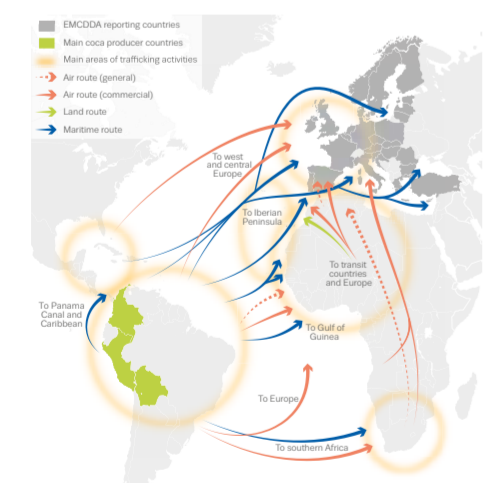 EMCDDA reporting countries
Main coca producer countries
Main areas of trafficking activities
Air route (general)
Air route (commercial)
Land route
Maritime route
To west
and central
Europe
To Iberian
Peninsula
To transit
countries
and Europe
To Panama
Canal and
Caribbean
To Gulf of
Guinea
To Europe
To southern Africa